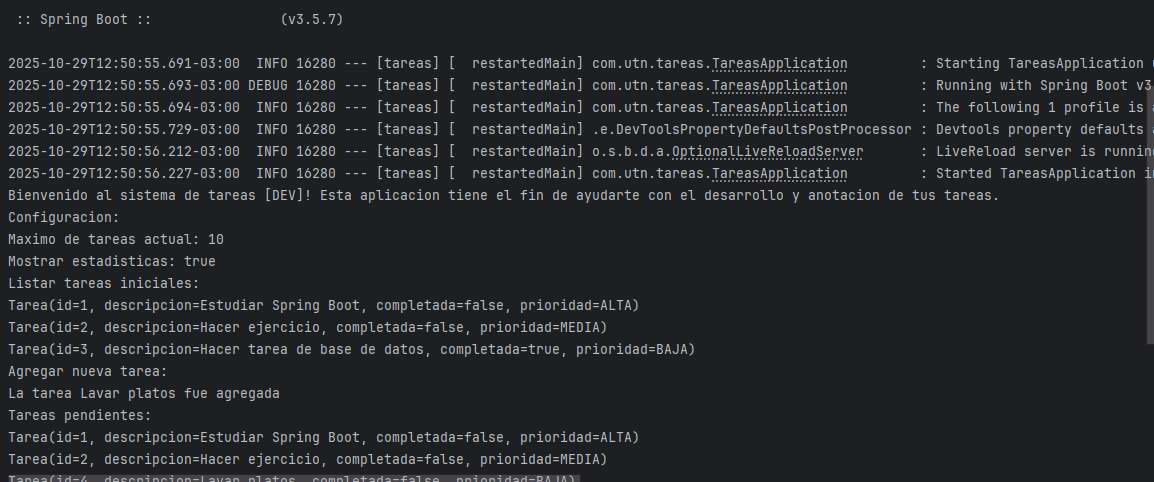 :: Spring Boot ::                (v3.5.7)
2025-10-29T12:50:55.691-03:00  INFO 16280 --- [tareas] [  restartedMain] com.utn.tareas.TareasApplication         : Starting TareasApplication
2025-10-29T12:50:55.693-03:00 DEBUG 16280 --- [tareas] [  restartedMain] com.utn.tareas.TareasApplication         : Running with Spring Boot v3
2025-10-29T12:50:55.694-03:00  INFO 16280 --- [tareas] [  restartedMain] com.utn.tareas.TareasApplication         : The following 1 profile is
2025-10-29T12:50:55.729-03:00  INFO 16280 --- [tareas] [  restartedMain] .e.DevToolsPropertyDefaultsPostProcessor : Devtools property defaults
2025-10-29T12:50:56.212-03:00  INFO 16280 --- [tareas] [  restartedMain] o.s.b.d.a.OptionalLiveReloadServer       : LiveReload server is running
2025-10-29T12:50:56.227-03:00  INFO 16280 --- [tareas] [  restartedMain] com.utn.tareas.TareasApplication         : Started TareasApplication in
Bienvenido al sistema de tareas [DEV]! Esta aplicacion tiene el fin de ayudarte con el desarrollo y anotacion de tus tareas.
Configuracion:
Maximo de tareas actual: 10
Mostrar estadisticas: true
Listar tareas iniciales:
Tarea(id=1, descripcion=Estudiar Spring Boot, completada=false, prioridad=ALTA)
Tarea(id=2, descripcion=Hacer ejercicio, completada=false, prioridad=MEDIA)
Tarea(id=3, descripcion=Hacer tarea de base de datos, completada=true, prioridad=BAJA)
Agregar nueva tarea:
La tarea Lavar platos fue agregada
Tareas pendientes:
Tarea(id=1, descripcion=Estudiar Spring Boot, completada=false, prioridad=ALTA)
Tarea(id=2, descripcion=Hacer ejercicio, completada=false, prioridad=MEDIA)
Tarea(id=4, descripcion=Lavar platos, completada=false, prioridad=BAJA)